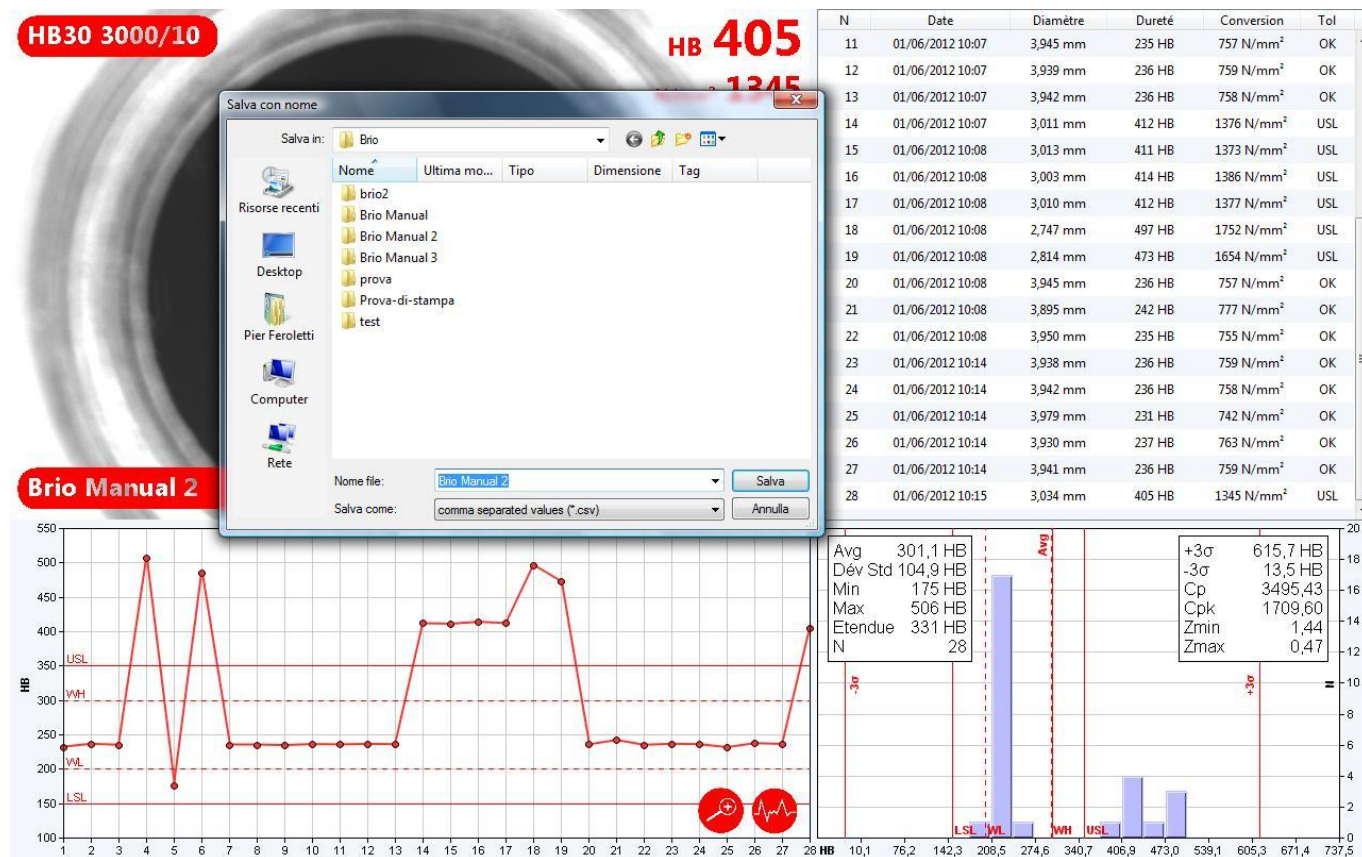 HB30 3000/10
HB 405
1345
Salva con nome
Salva in: Brio
Nome Ultima mo... Tipo Dimensione Tag
brio2
Brio Manual
Brio Manual 2
Brio Manual 3
prova
Prova-di-stampa
test
Risorse recenti
Desktop
Pier Feroletti
Computer
Rete
Nome file: Brio Manual 2 Salva
Salva come: comma separated values (*.csv) Annulla
Brio Manual 2
N Date Diamètre Dureté Conversion Tol
11 01/06/2012 10:07 3,945 mm 235 HB 757 N/mm² OK
12 01/06/2012 10:07 3,939 mm 236 HB 759 N/mm² OK
13 01/06/2012 10:07 3,942 mm 236 HB 758 N/mm² OK
14 01/06/2012 10:07 3,011 mm 412 HB 1376 N/mm² USL
15 01/06/2012 10:08 3,013 mm 411 HB 1373 N/mm² USL
16 01/06/2012 10:08 3,003 mm 414 HB 1386 N/mm² USL
17 01/06/2012 10:08 3,010 mm 412 HB 1377 N/mm² USL
18 01/06/2012 10:08 2,747 mm 497 HB 1752 N/mm² USL
19 01/06/2012 10:08 2,814 mm 473 HB 1654 N/mm² USL
20 01/06/2012 10:08 3,945 mm 236 HB 757 N/mm² OK
21 01/06/2012 10:08 3,895 mm 242 HB 777 N/mm² OK
22 01/06/2012 10:08 3,950 mm 235 HB 755 N/mm² OK
23 01/06/2012 10:14 3,938 mm 236 HB 759 N/mm² OK
24 01/06/2012 10:14 3,942 mm 236 HB 758 N/mm² OK
25 01/06/2012 10:14 3,979 mm 231 HB 742 N/mm² OK
26 01/06/2012 10:14 3,930 mm 237 HB 763 N/mm² OK
27 01/06/2012 10:14 3,941 mm 236 HB 759 N/mm² OK
28 01/06/2012 10:15 3,034 mm 405 HB 1345 N/mm² USL
550
500
450
400
350
300
250
200
150
100
HB
USL
WH
WL
LSL
1 2 3 4 5 6 7 8 9 10 11 12 13 14 15 16 17 18 19 20 21 22 23 24 25 26 27 28
Avg 301,1 HB
Dév Std 104,9 HB
Min 175 HB
Max 506 HB
Etendue 331 HB
N 28
Avg
+3σ 615,7 HB
-3σ 13,5 HB
Cp 3495,43
Cpk 1709,60
Zmin 1,44
Zmax 0,47
-3σ
+3σ
LSL WL WH USL
20
18
16
14
12
10
8
6
4
2
0
N
HB 10,1 76,2 142,3 208,5 274,6 340,7 406,9 473,0 539,1 605,3 671,4 737,5